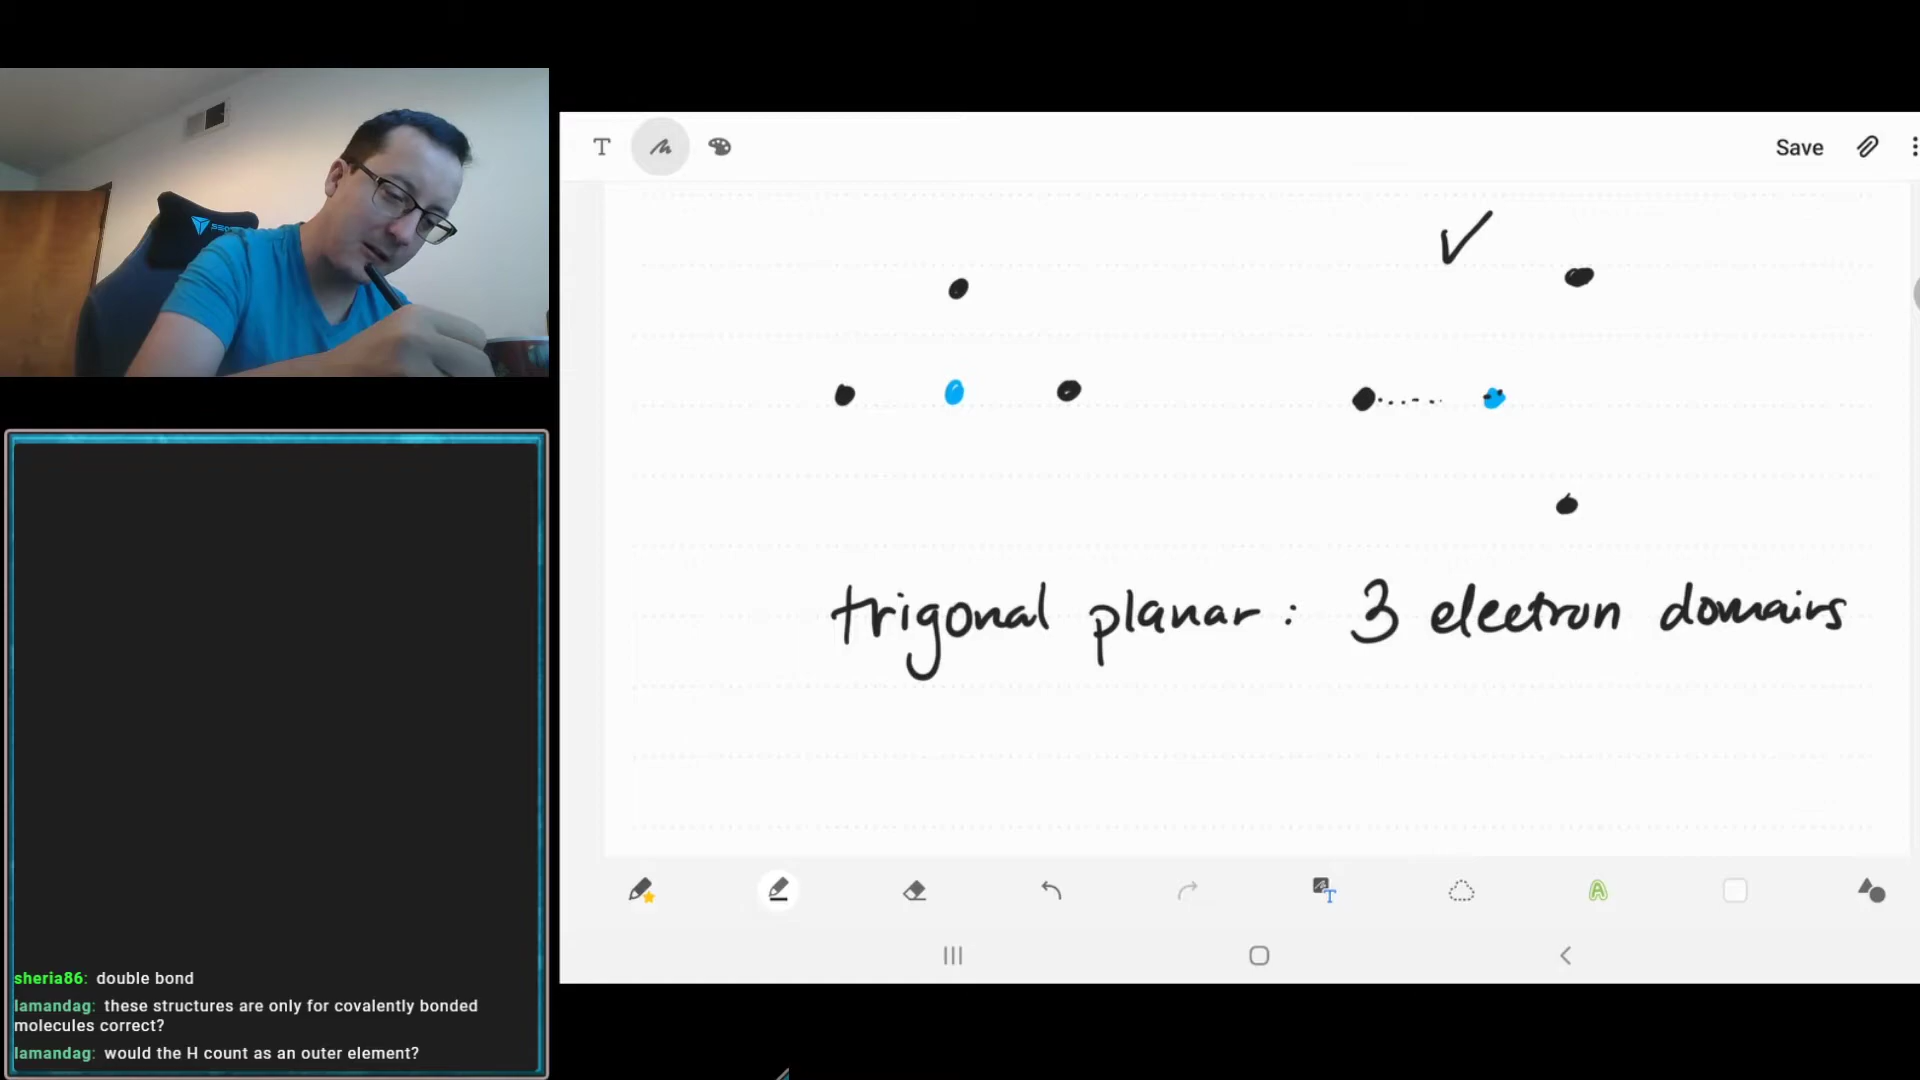 T
Save
trigonal planar : 3 electron domains
T
A
sheria86: double bond
lamandag: these structures are only for covalently bonded
molecules correct?
lamandag: would the H count as an outer element?